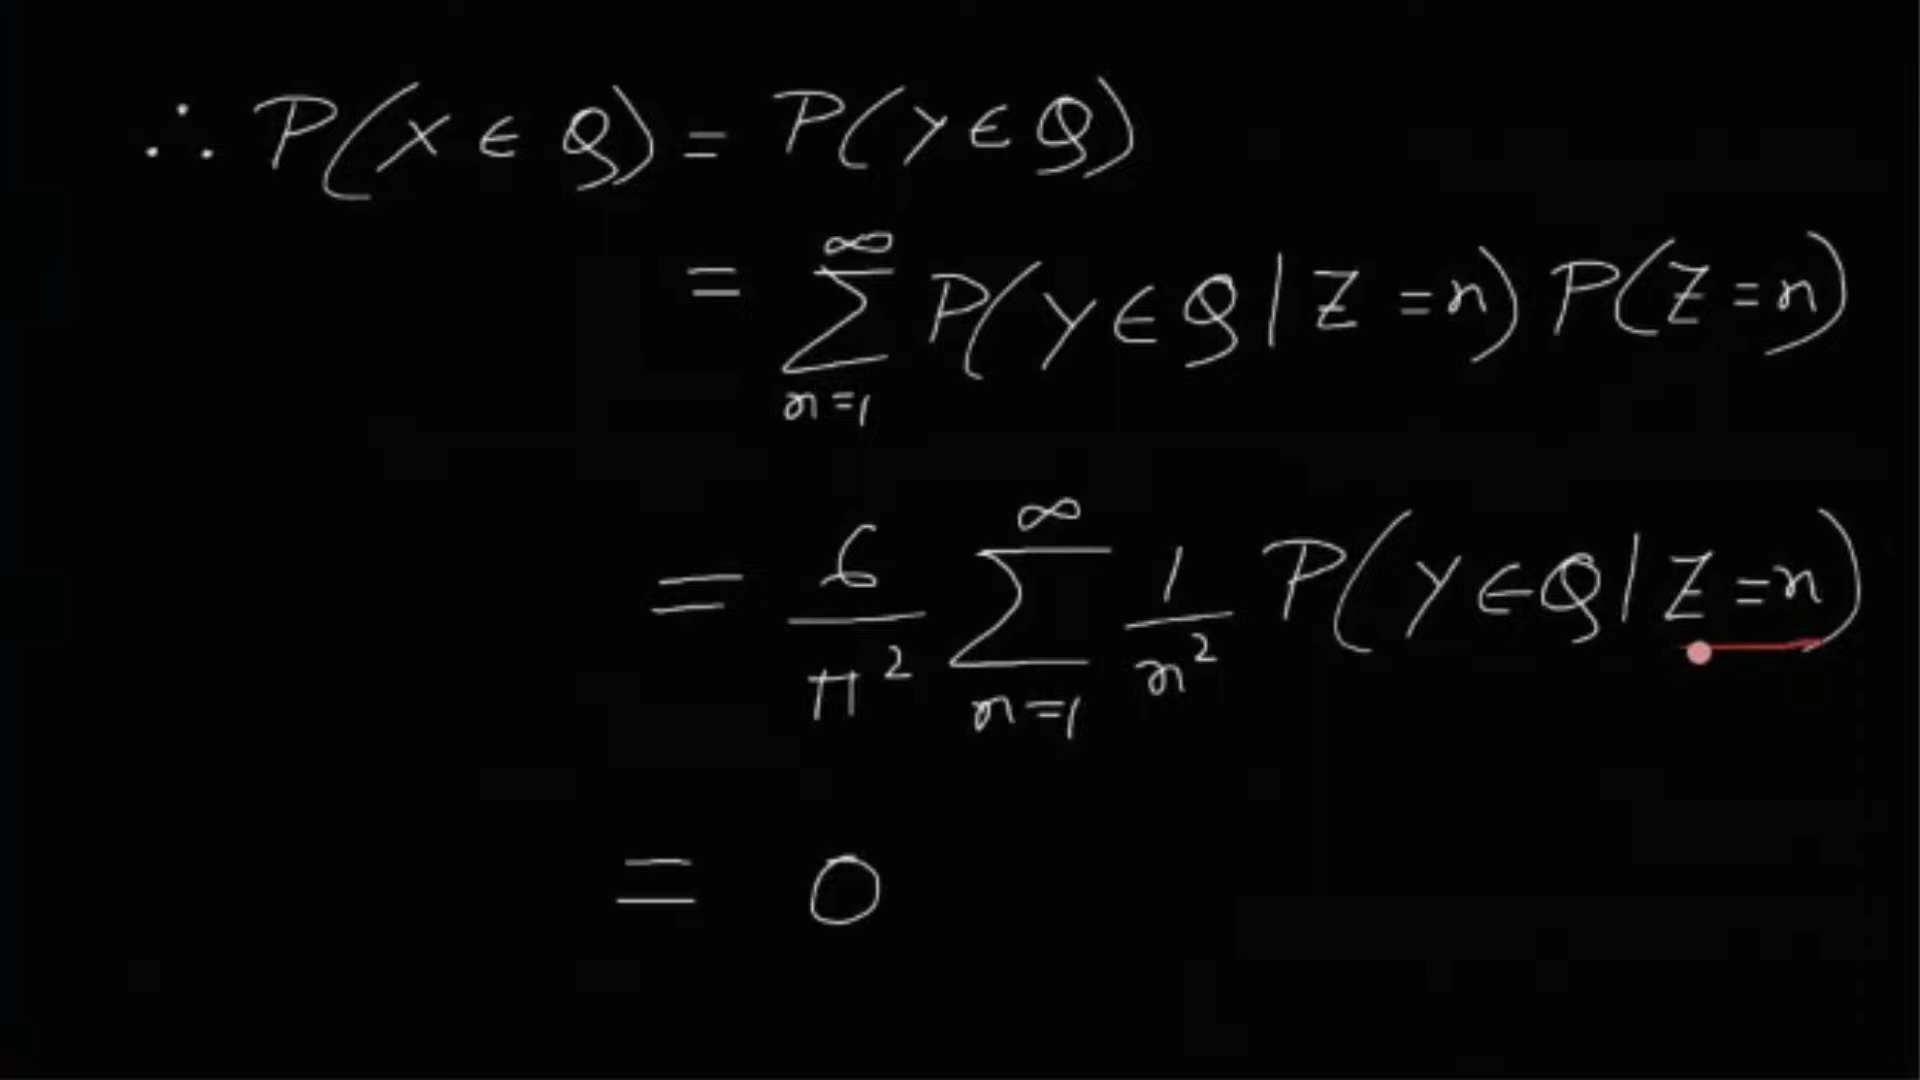 ∴ P(X ∈ Q) = P(Y ∈ Q)
= ∑_{n=1}^{∞} P(Y ∈ Q | Z = n) P(Z = n)
= 6/π² ∑_{n=1}^{∞} 1/n² P(Y ∈ Q | Z = n)
= 0